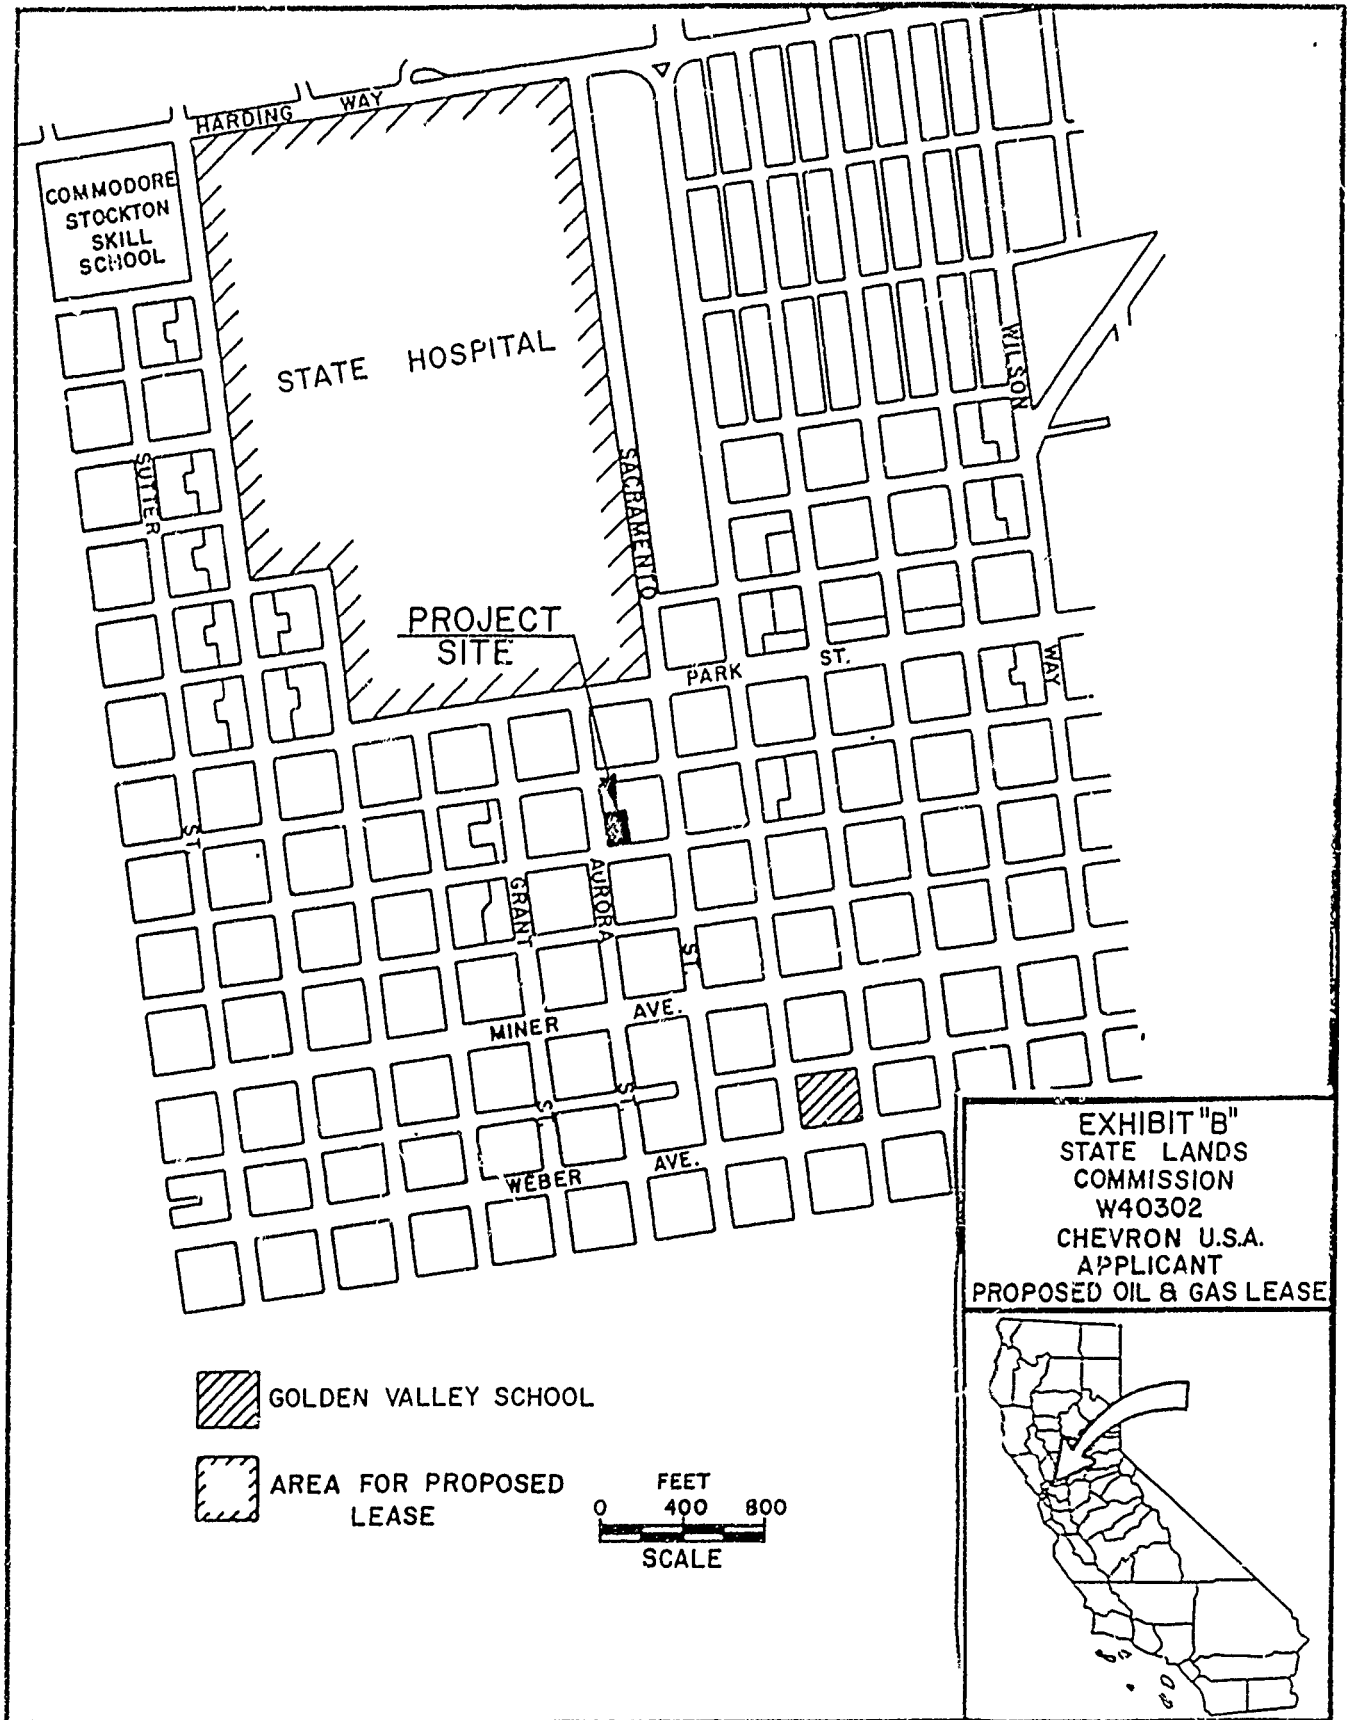 HARDING WAY
COMMODORE
STOCKTON
SKILL
SCHOOL
STATE HOSPITAL
WILSON
SUTTER
SACRAMENTO
PROJECT
SITE
PARK ST.
WAY
ST.
GRANT
AURORA
ST.
MINER AVE.
ST.
ST.
WEBER AVE.
EXHIBIT "B"
STATE LANDS
COMMISSION
W40302
CHEVRON U.S.A.
APPLICANT
PROPOSED OIL & GAS LEASE
GOLDEN VALLEY SCHOOL
AREA FOR PROPOSED
LEASE
FEET
0 400 800
SCALE